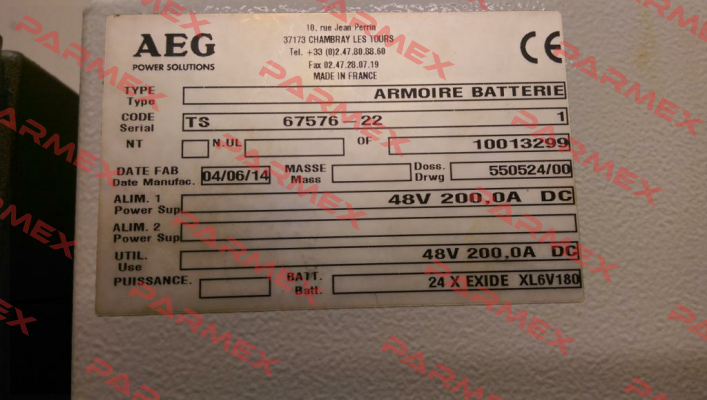 AEG
POWER SOLUTIONS
18, rue Jean Perrin
37173 CHAMBRAY LES TOURS
Tel. +33 (0)2.47.80.88.60
Fax 02.47.28.07.19
MADE IN FRANCE
CE
TYPE
Type
ARMOIRE BATTERIE
CODE
Serial
TS 67576-22 1
NT N.UL OF 10013299
DATE FAB
Date Manufac.
04/06/14
MASSE
Mass
Doss.
Drwg
550524/00
ALIM. 1
Power Sup
48V 200,0A DC
ALIM. 2
Power Sup
UTIL.
Use
48V 200,0A DC
PUISSANCE.
BATT.
Batt.
24 X EXIDE XL6V180
PARMEX